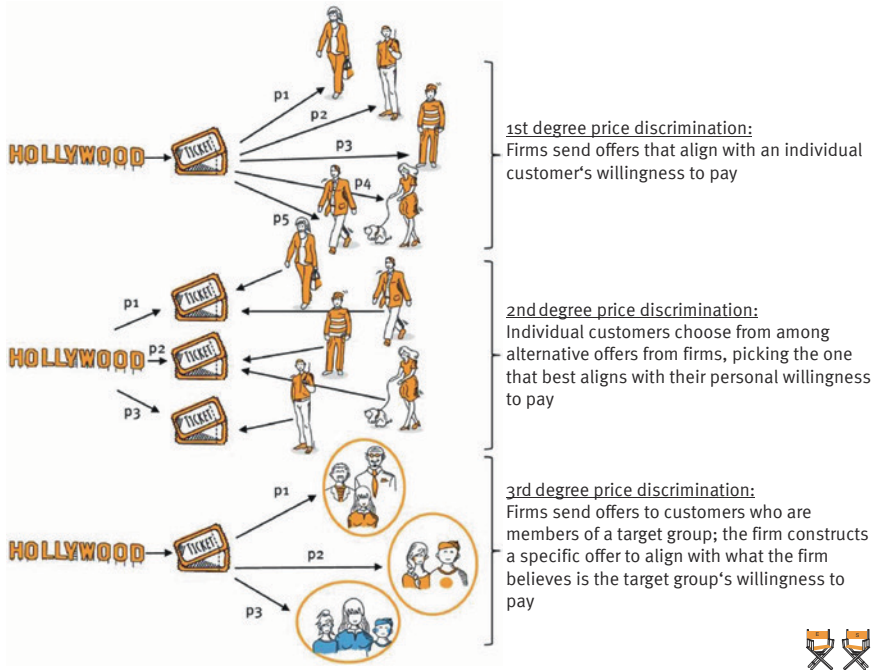 p1
p2
HOLLYWOOD
TICKET
p3
p4
p5
1st degree price discrimination:
Firms send offers that align with an individual
customer‘s willingness to pay
p1
TICKET
HOLLYWOOD
p2
TICKET
p3
TICKET
2nd degree price discrimination:
Individual customers choose from among
alternative offers from firms, picking the one
that best aligns with their personal willingness
to pay
p1
HOLLYWOOD
TICKET
p2
p3
3rd degree price discrimination:
Firms send offers to customers who are
members of a target group; the firm constructs
a specific offer to align with what the firm
believes is the target group‘s willingness to
pay
E
S